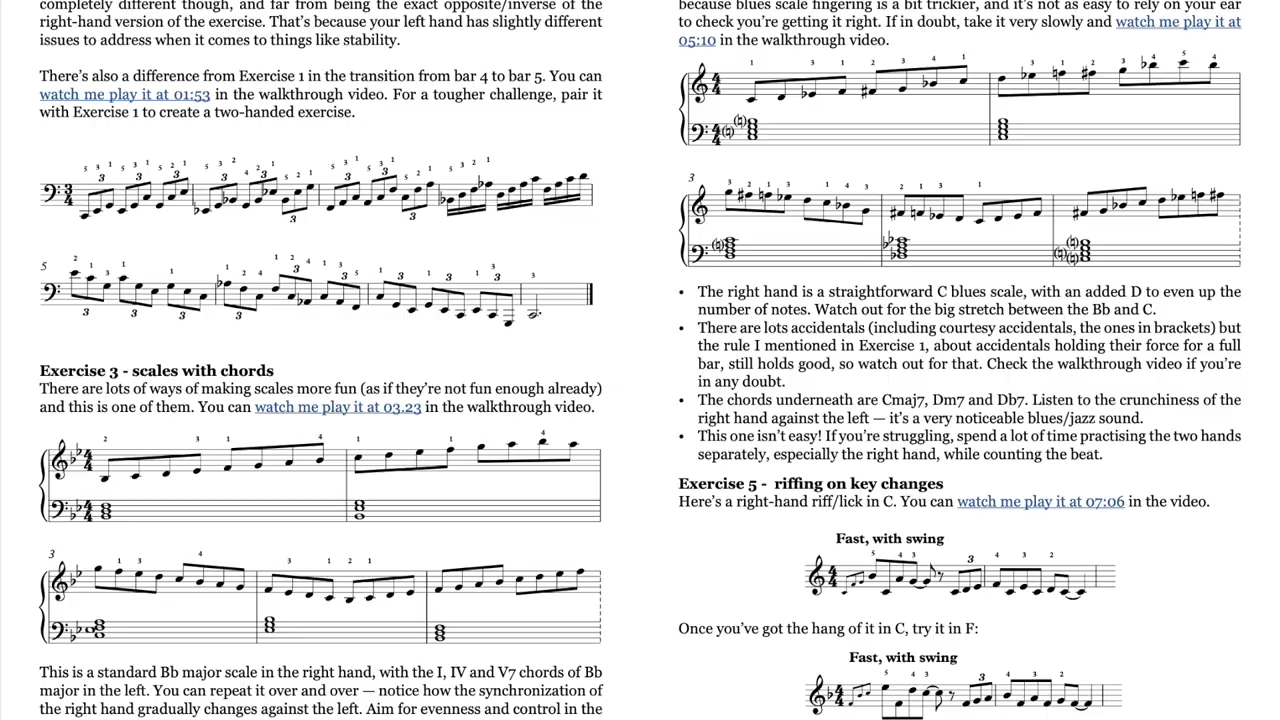 completely different though, and far from being the exact opposite/inverse of the
right-hand version of the exercise. That's because your left hand has slightly different
issues to address when it comes to things like stability.
There's also a difference from Exercise 1 in the transition from bar 4 to bar 5. You can
watch me play it at 01:53 in the walkthrough video. For a tougher challenge, pair it
with Exercise 1 to create a two-handed exercise.
Exercise 3 - scales with chords
There are lots of ways of making scales more fun (as if they're not fun enough already)
and this is one of them. You can watch me play it at 03.23 in the walkthrough video.
This is a standard Bb major scale in the right hand, with the I, IV and V7 chords of Bb
major in the left. You can repeat it over and over — notice how the synchronization of
the right hand gradually changes against the left. Aim for evenness and control in the
because blues scale fingering is a bit trickier, and it's not as easy to rely on your ear
to check you're getting it right. If in doubt, take it very slowly and watch me play it at
05:10 in the walkthrough video.
• The right hand is a straightforward C blues scale, with an added D to even up the
number of notes. Watch out for the big stretch between the Bb and C.
• There are lots accidentals (including courtesy accidentals, the ones in brackets) but
the rule I mentioned in Exercise 1, about accidentals holding their force for a full
bar, still holds good, so watch out for that. Check the walkthrough video if you're
in any doubt.
• The chords underneath are Cmaj7, Dm7 and Db7. Listen to the crunchiness of the
right hand against the left — it's a very noticeable blues/jazz sound.
• This one isn't easy! If you're struggling, spend a lot of time practising the two hands
separately, especially the right hand, while counting the beat.
Exercise 5 - riffing on key changes
Here's a right-hand riff/lick in C. You can watch me play it at 07:06 in the video.
Fast, with swing
Once you've got the hang of it in C, try it in F:
Fast, with swing